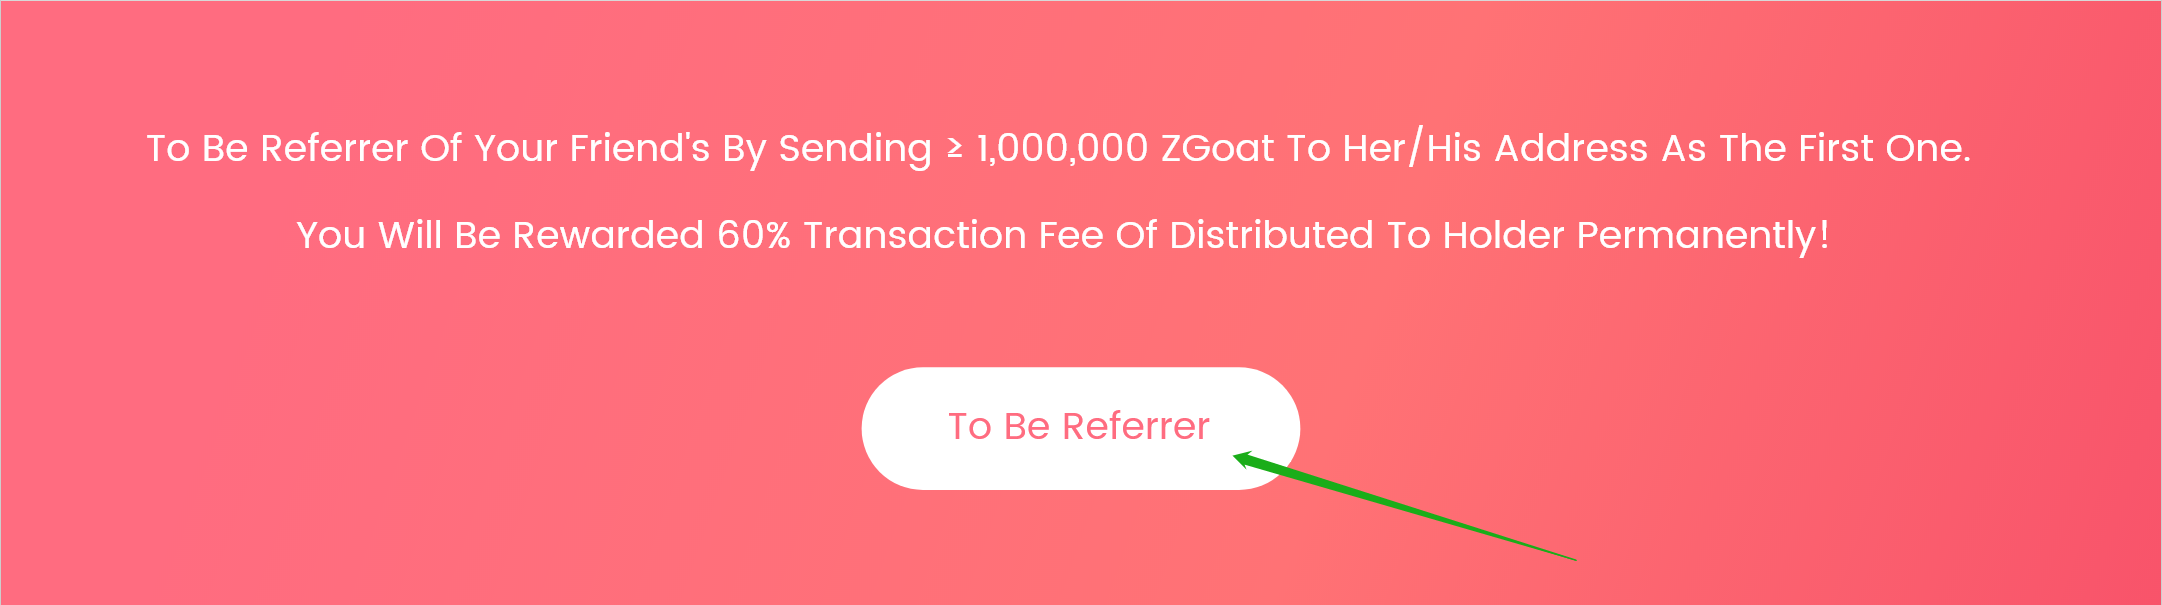 To Be Referrer Of Your Friend's By Sending ≥ 1,000,000 ZGoat To Her/His Address As The First One.
You Will Be Rewarded 60% Transaction Fee Of Distributed To Holder Permanently!
To Be Referrer